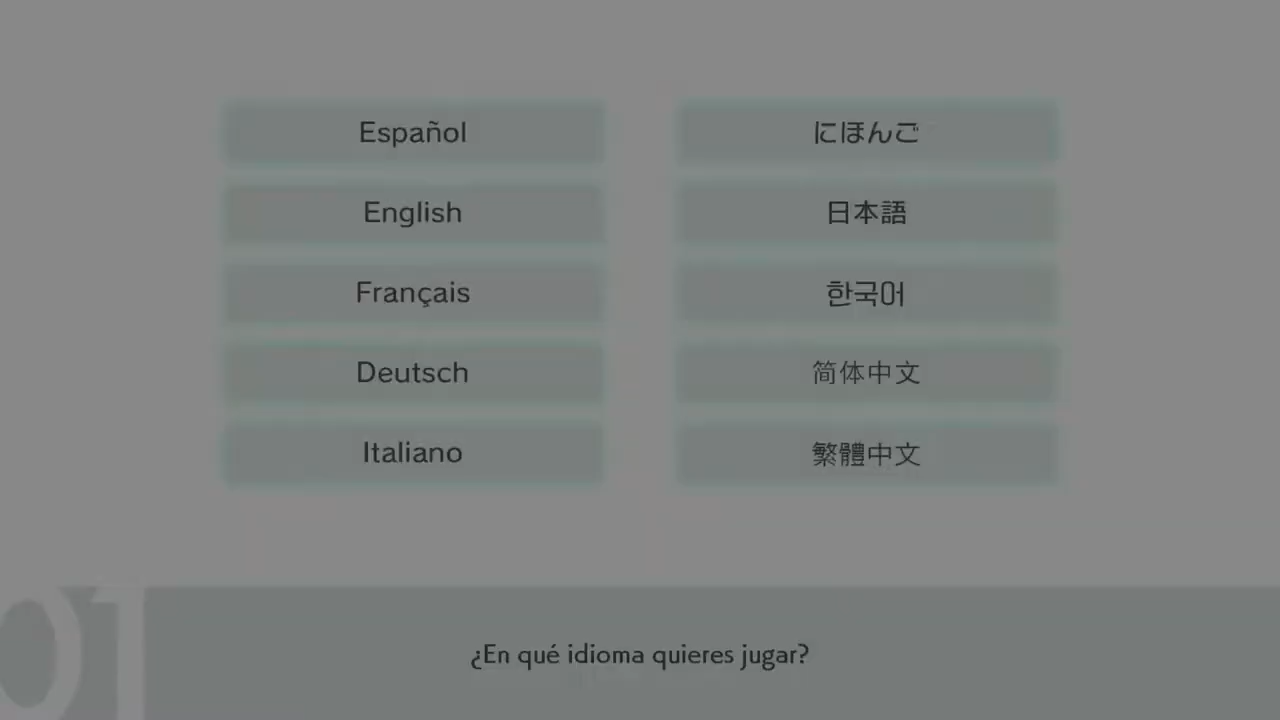 Español
English
Français
Deutsch
Italiano
にほんご
日本語
한국어
简体中文
繁體中文
01
¿En qué idioma quieres jugar?